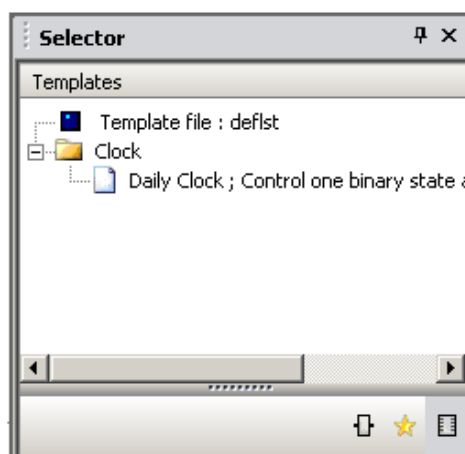 Selector
Templates
Template file : deflst
Clock
Daily Clock ; Control one binary state